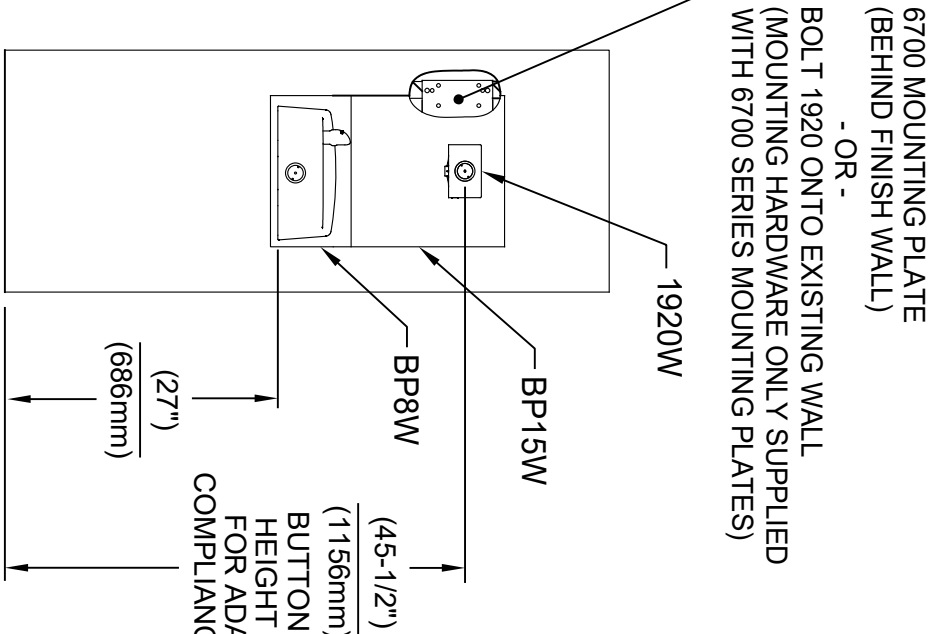 6700 MOUNTING PLATE
(BEHIND FINISH WALL)
- OR -
BOLT 1920 ONTO EXISTING WALL
(MOUNTING HARDWARE ONLY SUPPLIED
WITH 6700 SERIES MOUNTING PLATES)
1920W
BP15W
BP8W
(27")
(686mm)
(45-1/2")
(1156mm)
BUTTON
HEIGHT
FOR ADA